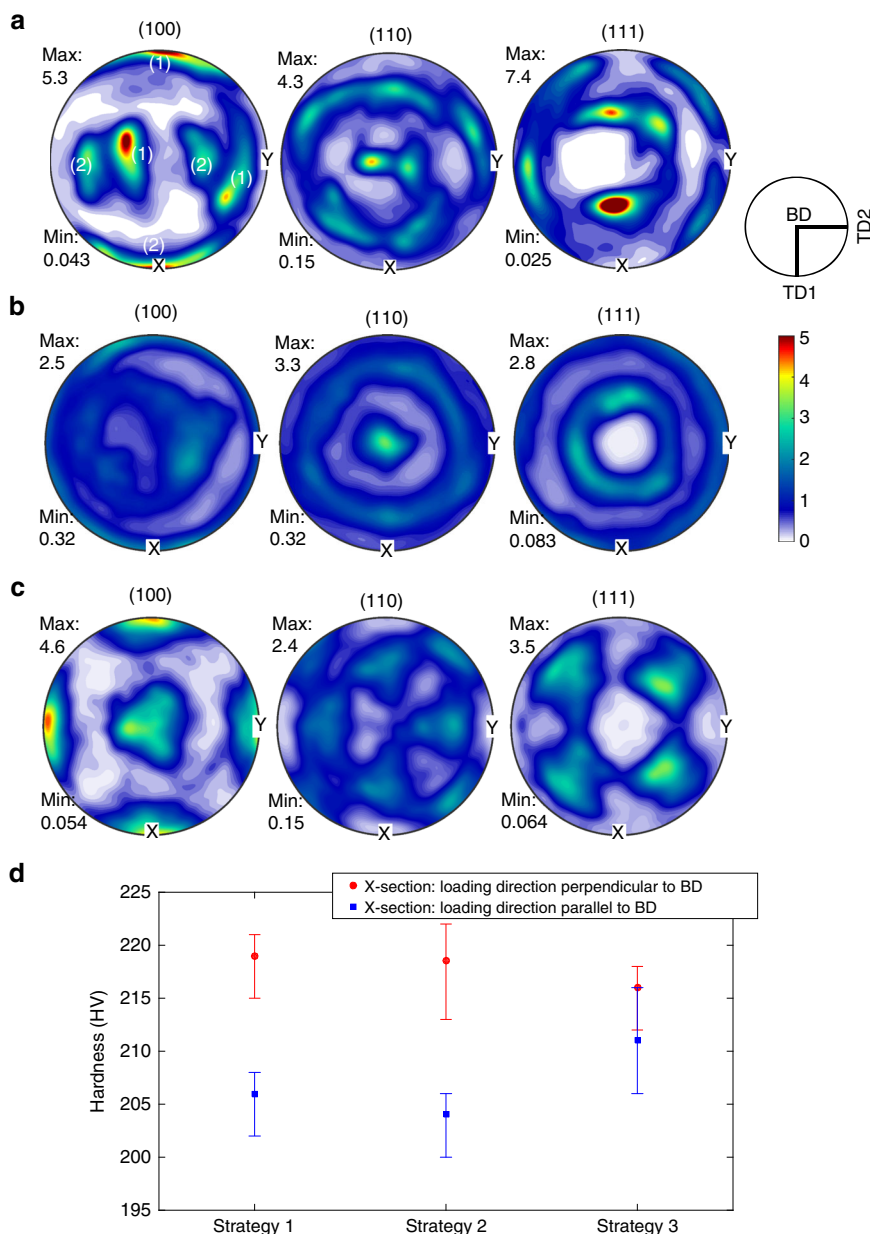 a
(100)
(110)
(111)
Max:
5.3
Max:
4.3
Max:
7.4
(1)
(2)
(1)
(2)
(1)
(2)
Y
Y
Y
Min:
0.043
Min:
0.15
Min:
0.025
X
X
X
BD
TD2
TD1
b
(100)
(110)
(111)
Max:
2.5
Max:
3.3
Max:
2.8
Y
Y
Y
Min:
0.32
Min:
0.32
Min:
0.083
X
X
X
5
4
3
2
1
0
c
(100)
(110)
(111)
Max:
4.6
Max:
2.4
Max:
3.5
Y
Y
Y
Min:
0.054
Min:
0.15
Min:
0.064
X
X
X
d
X-section: loading direction perpendicular to BD
X-section: loading direction parallel to BD
Hardness (HV)
225
220
215
210
205
200
195
Strategy 1
Strategy 2
Strategy 3